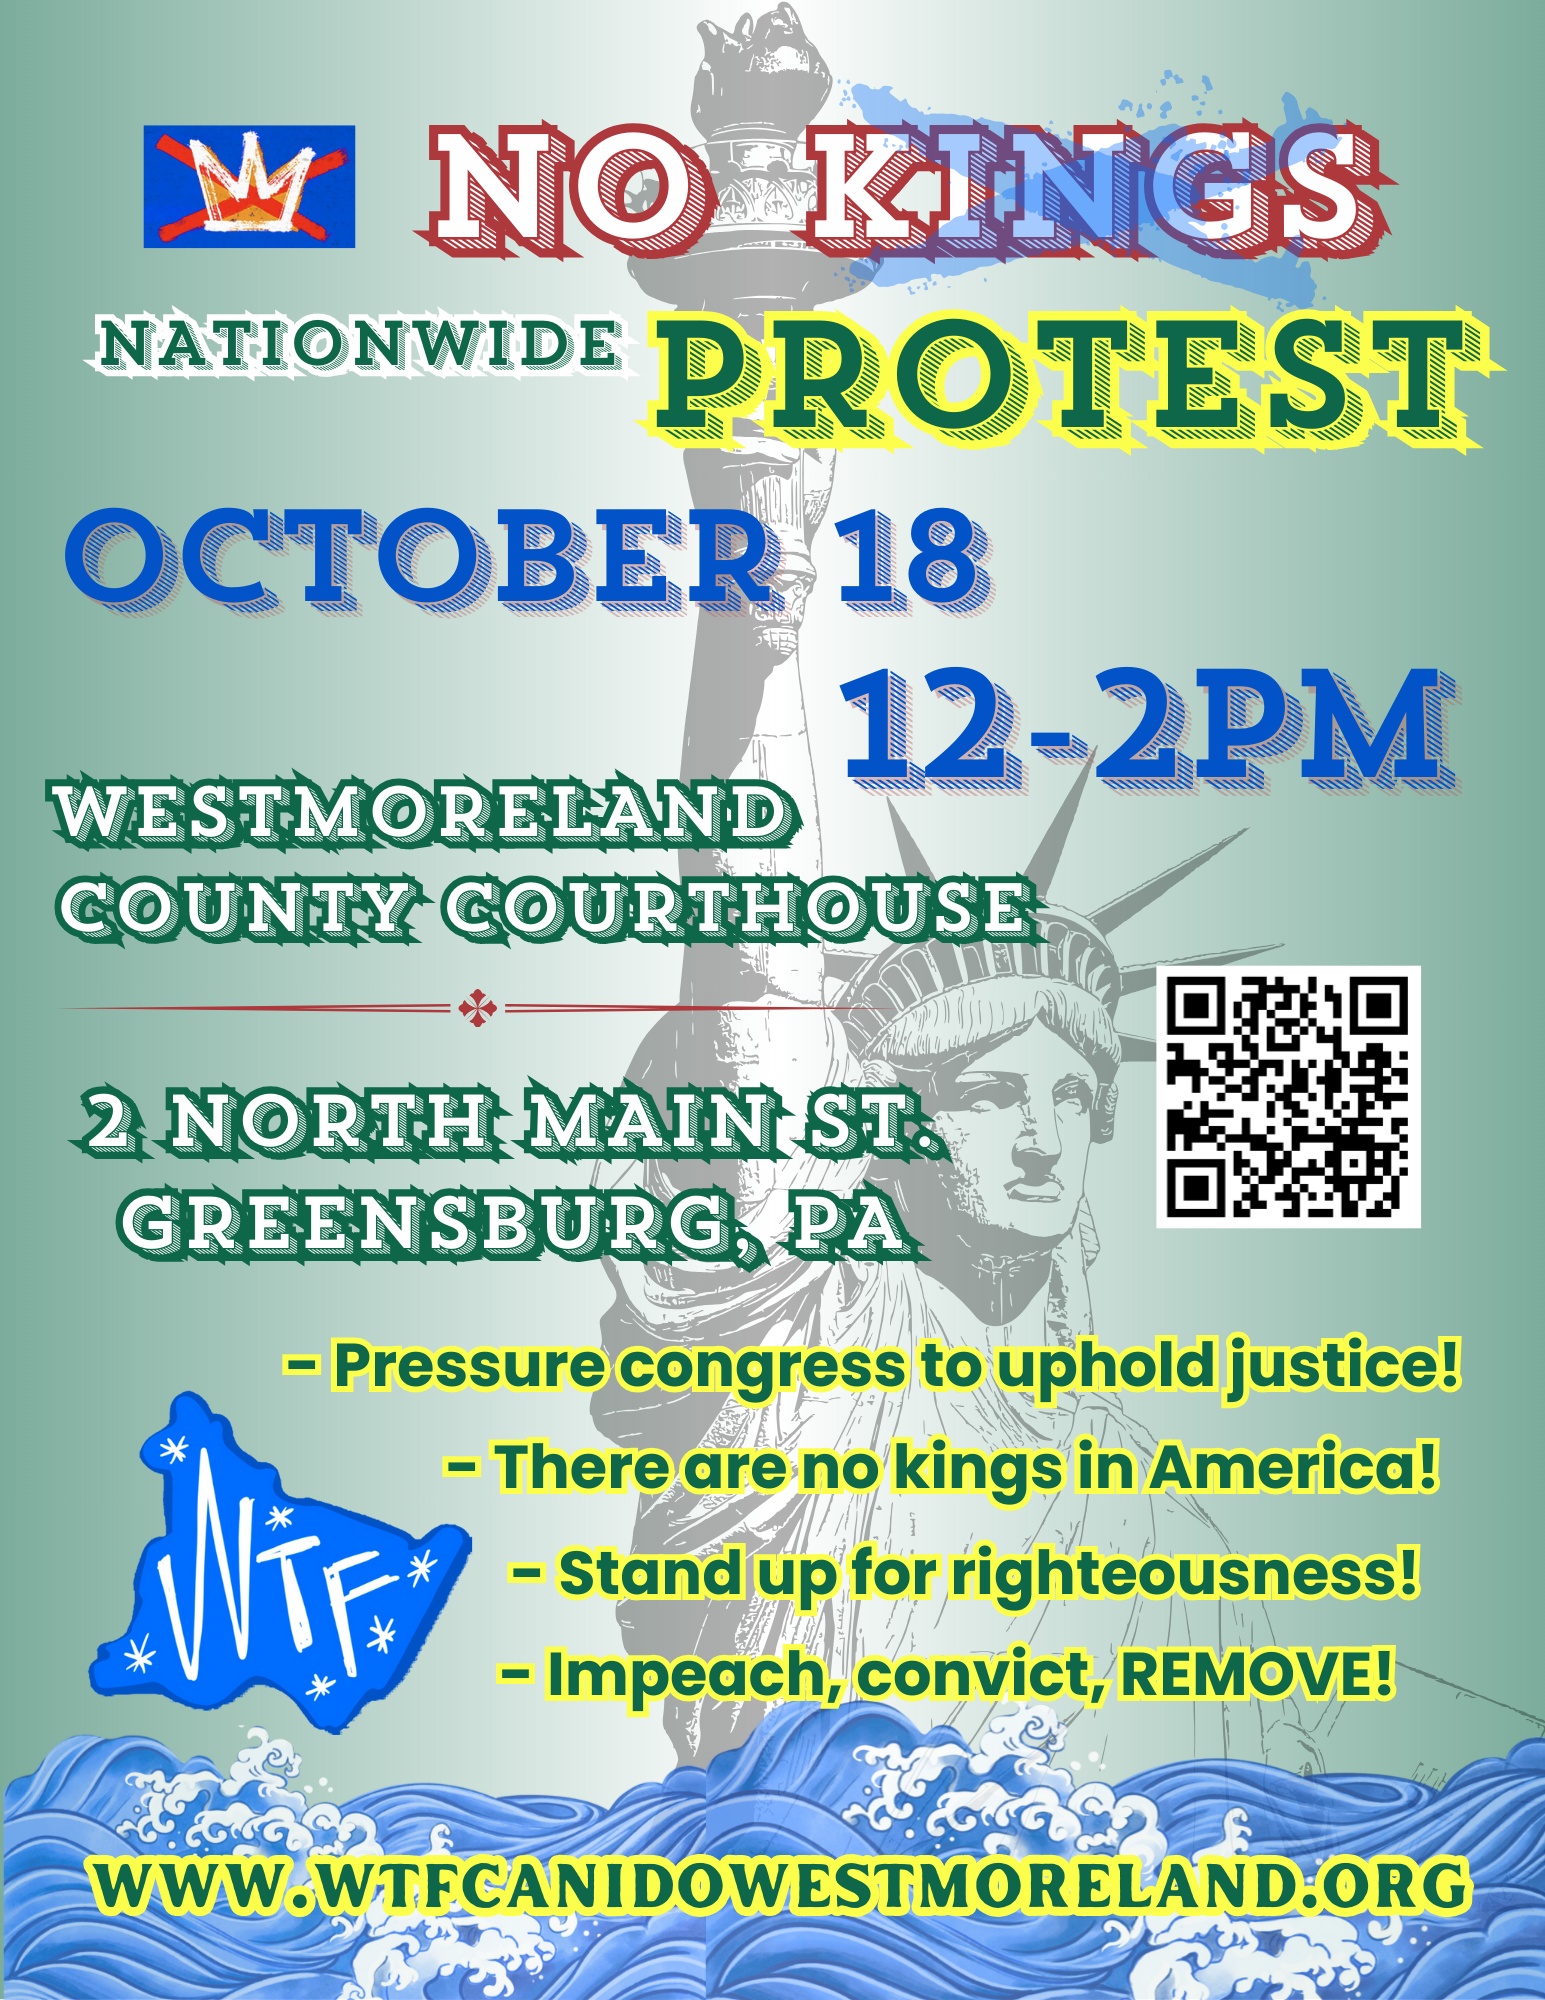 NO KINGS
NATIONWIDE PROTEST
OCTOBER 18
12-2PM
WESTMORELAND
COUNTY COURTHOUSE
2 NORTH MAIN ST.
GREENSBURG, PA
- Pressure congress to uphold justice!
- There are no kings in America!
- Stand up for righteousness!
- Impeach, convict, REMOVE!
WTF
WWW.WTFCANIDOWESTMORELAND.ORG